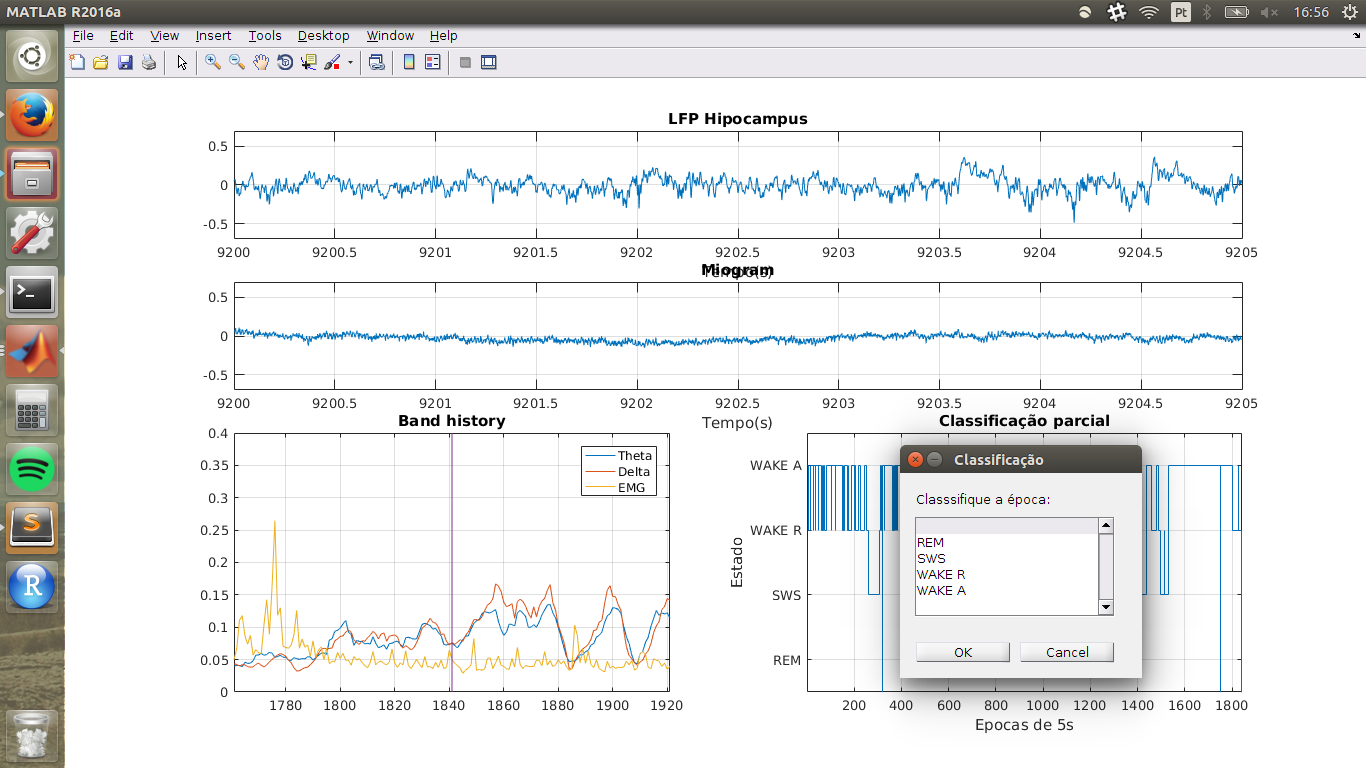 MATLAB R2016a
Pt
16:56
File Edit View Insert Tools Desktop Window Help
LFP Hipocampus
0.5
0
-0.5
9200 9200.5 9201 9201.5 9202 9202.5 9203 9203.5 9204 9204.5 9205
Tempo(s)
Miogram
0.5
0
-0.5
9200 9200.5 9201 9201.5 9202 9202.5 9203 9203.5 9204 9204.5 9205
Tempo(s)
Band history
0.4
0.35
0.3
0.25
0.2
0.15
0.1
0.05
0
1780 1800 1820 1840 1860 1880 1900 1920
Theta
Delta
EMG
Classificação parcial
WAKE A
WAKE R
SWS
REM
Estado
200 400 600 800 1000 1200 1400 1600 1800
Epocas de 5s
Classificação
Classsifique a época:
REM
SWS
WAKE R
WAKE A
OK Cancel